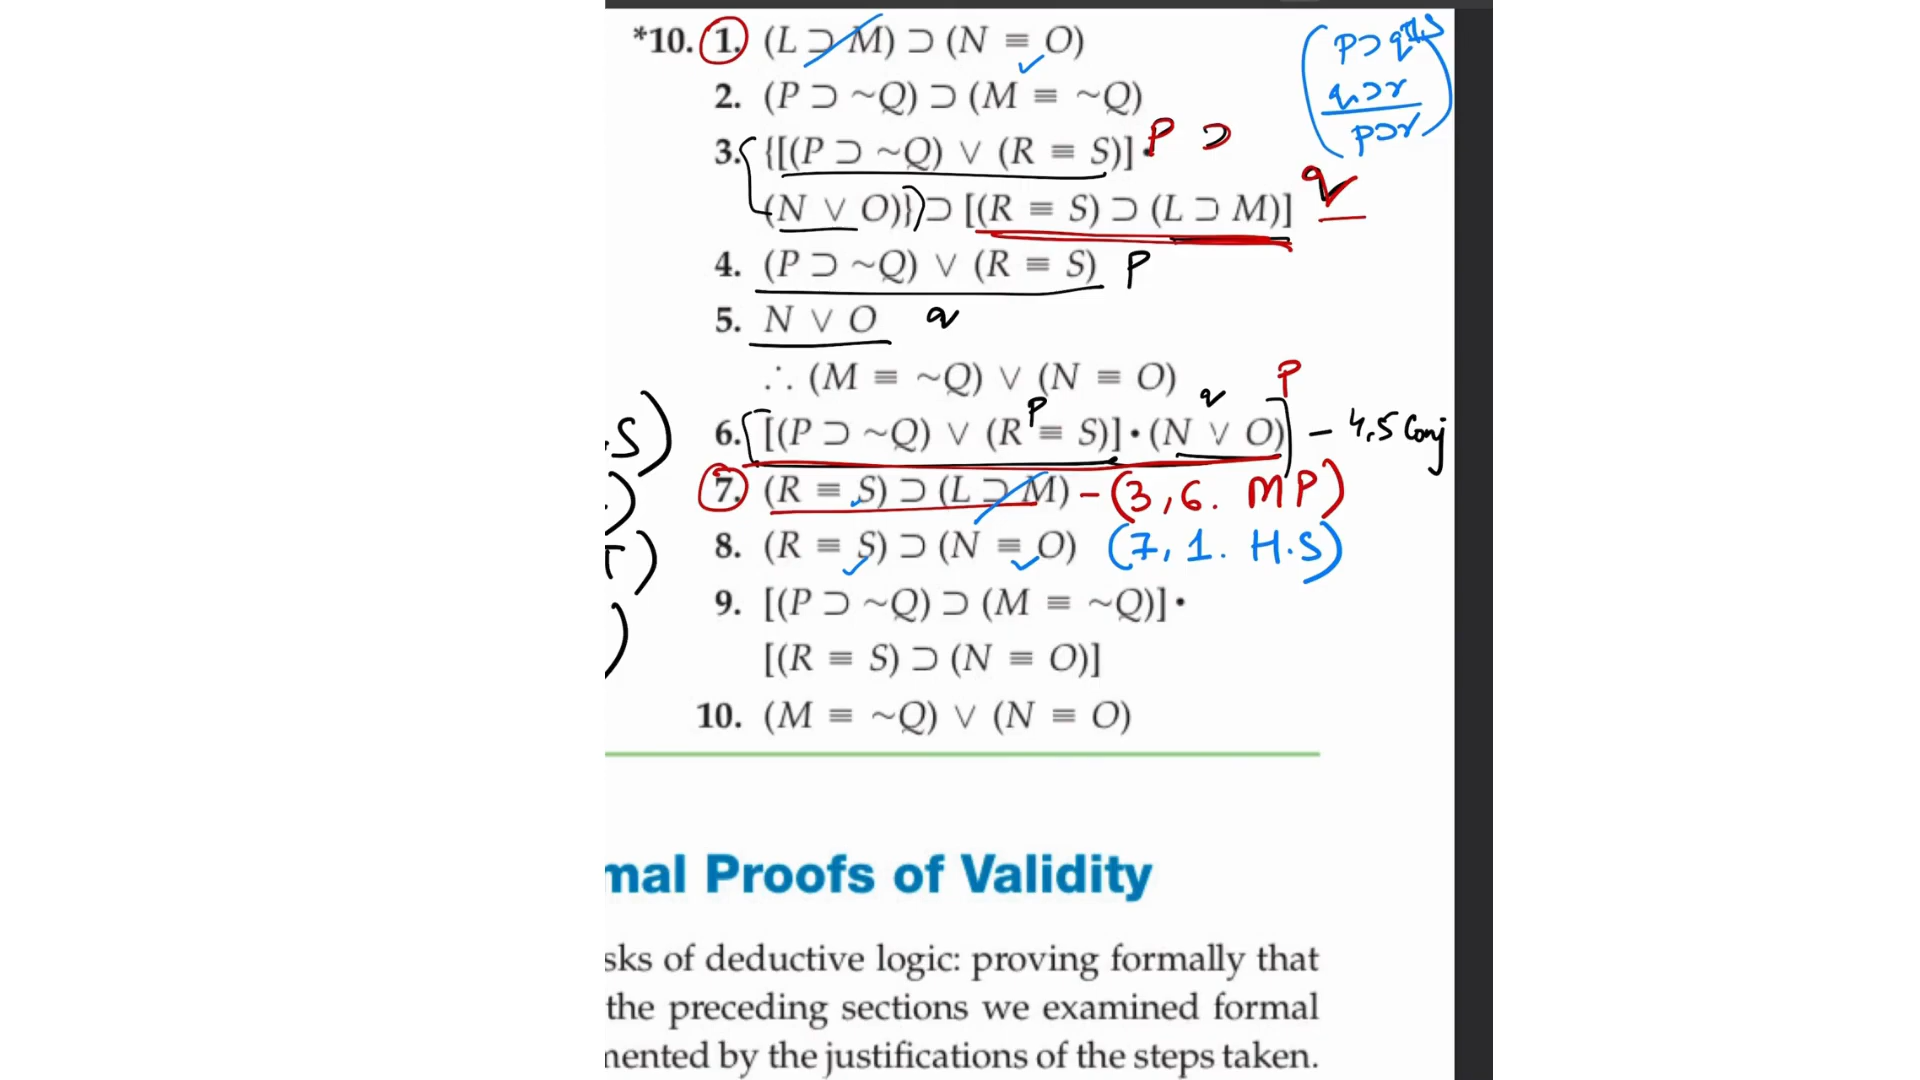 *10. 1. (L ⊃ M) ⊃ (N ≡ O)
p ⊃ q H.S
2. (P ⊃ ~Q) ⊃ (M ≡ ~Q)
q ⊃ r
p ⊃ r
3. {[(P ⊃ ~Q) ∨ (R ≡ S)] • P ⊃
(N ∨ O)} ⊃ [(R ≡ S) ⊃ (L ⊃ M)] q
4. (P ⊃ ~Q) ∨ (R ≡ S) P
5. N ∨ O q
∴ (M ≡ ~Q) ∨ (N ≡ O) P
P q
S) 6. [(P ⊃ ~Q) ∨ (R ≡ S)] • (N ∨ O) – 4,5 Conj
) 7. (R ≡ S) ⊃ (L ⊃ M) – (3,6. MP)
) 8. (R ≡ S) ⊃ (N ≡ O) (7,1. H.S)
) 9. [(P ⊃ ~Q) ⊃ (M ≡ ~Q)] •
[(R ≡ S) ⊃ (N ≡ O)]
10. (M ≡ ~Q) ∨ (N ≡ O)
mal Proofs of Validity
sks of deductive logic: proving formally that
the preceding sections we examined formal
nented by the justifications of the steps taken.